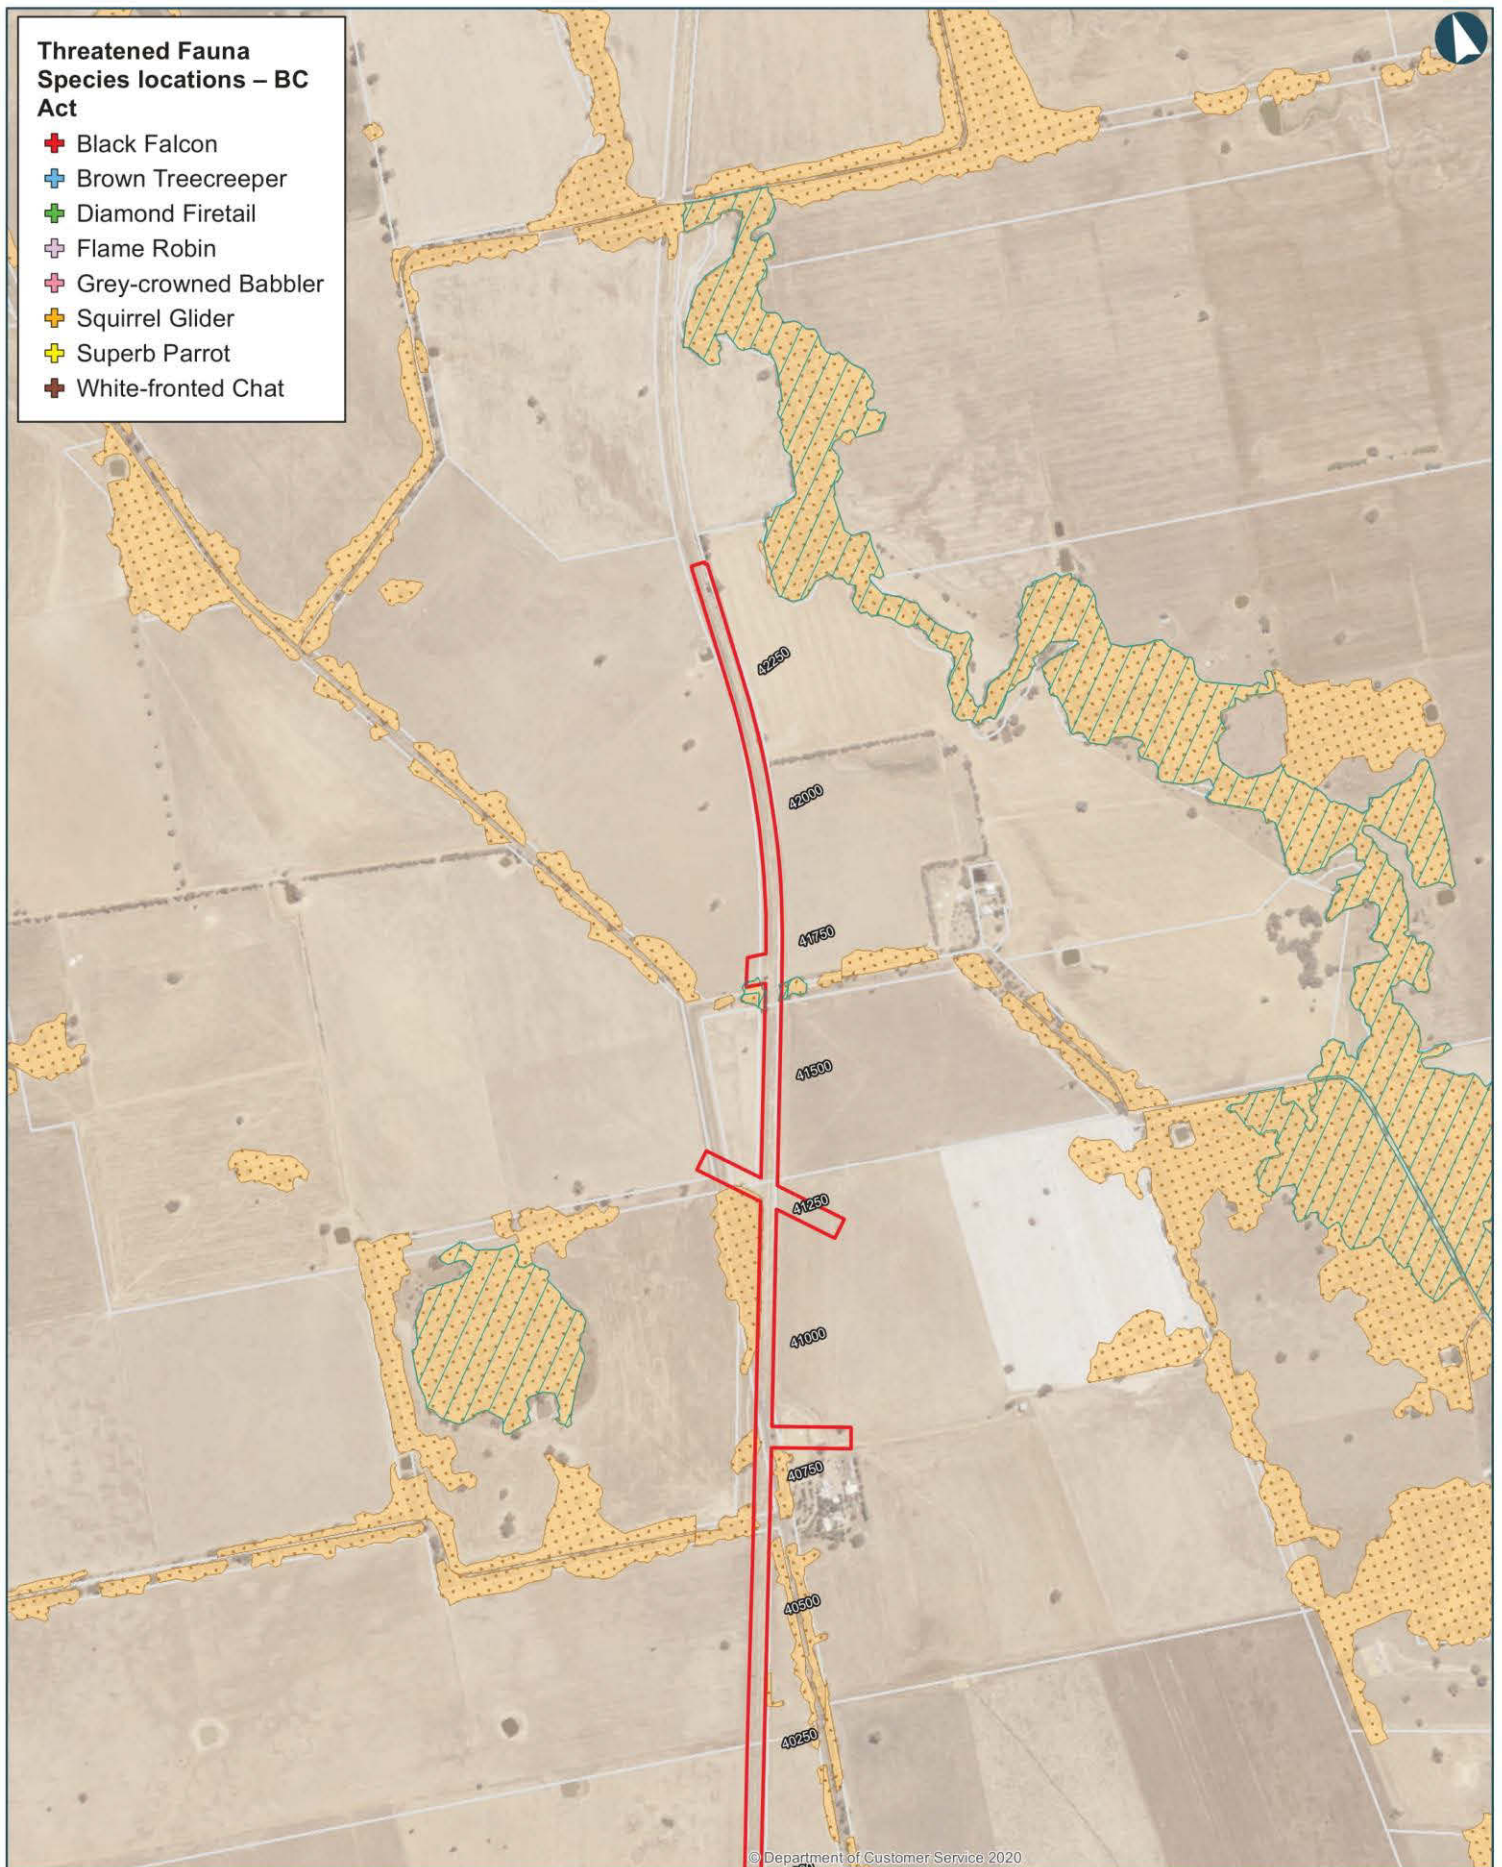 Threatened Fauna
Species locations – BC
Act
Black Falcon
Brown Treecreeper
Diamond Firetail
Flame Robin
Grey-crowned Babbler
Squirrel Glider
Superb Parrot
White-fronted Chat
42250
42000
41750
41500
41250
41000
40750
40500
40250
© Department of Customer Service 2020